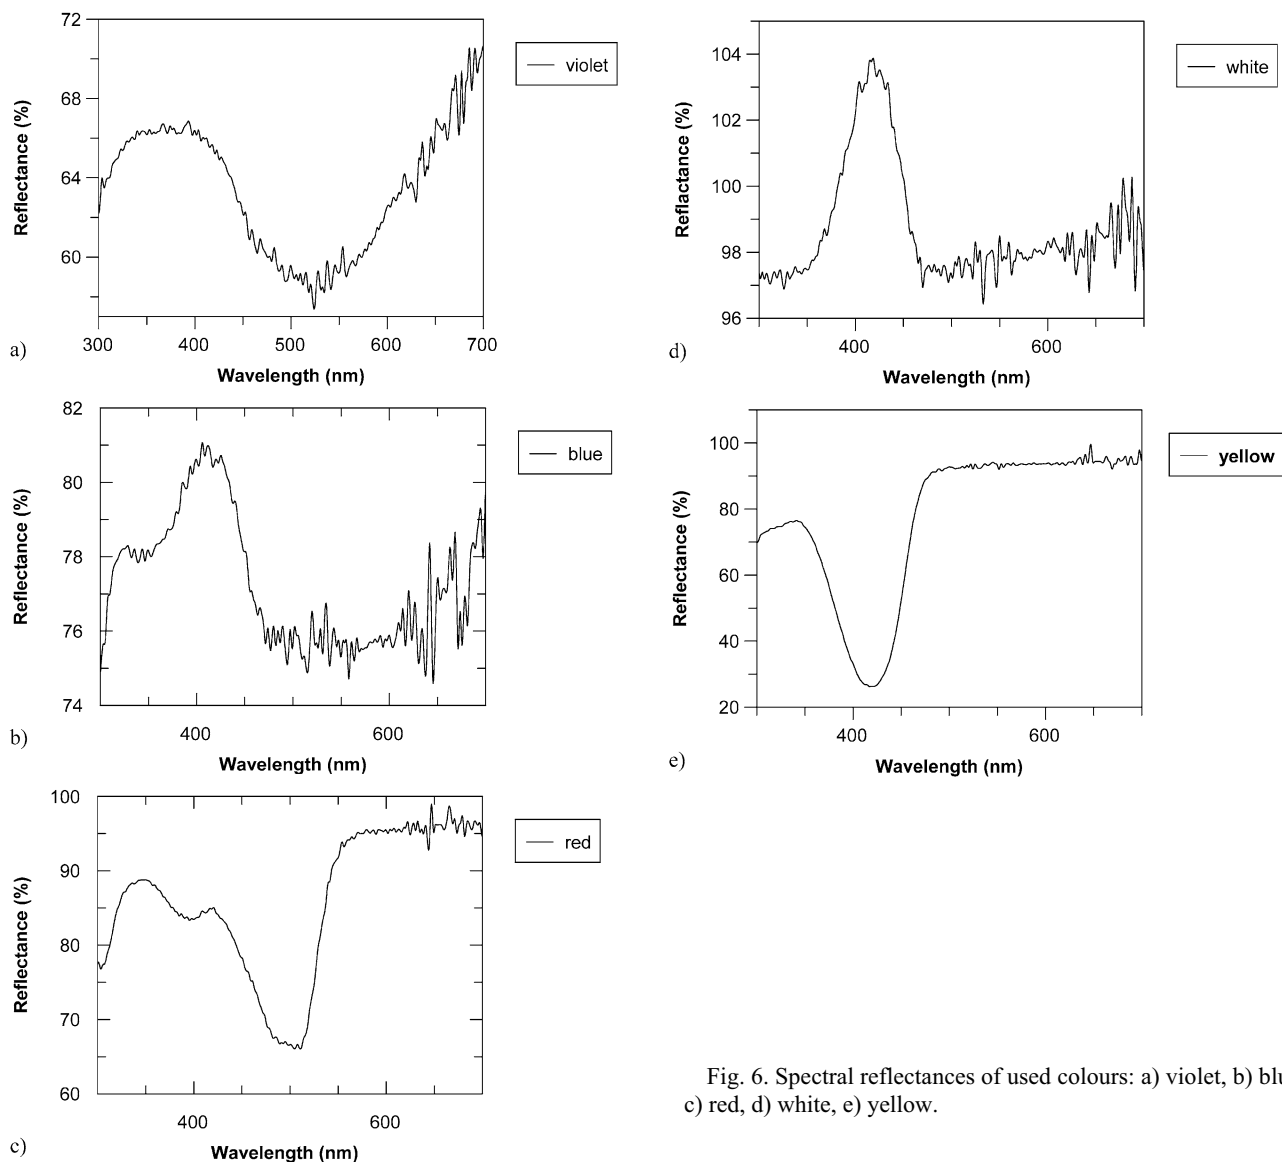 72
68
64
60
Reflectance (%)
300 400 500 600 700
Wavelength (nm)
violet
a)
82
80
78
76
74
Reflectance (%)
400 600
Wavelength (nm)
blue
b)
100
90
80
70
60
Reflectance (%)
400 600
Wavelength (nm)
red
c)
104
102
100
98
96
Reflactance (%)
400 600
Wavelength (nm)
white
d)
100
80
60
40
20
Reflectance (%)
400 600
Wavelength (nm)
yellow
e)
Fig. 6. Spectral reflectances of used colours: a) violet, b) blu
c) red, d) white, e) yellow.